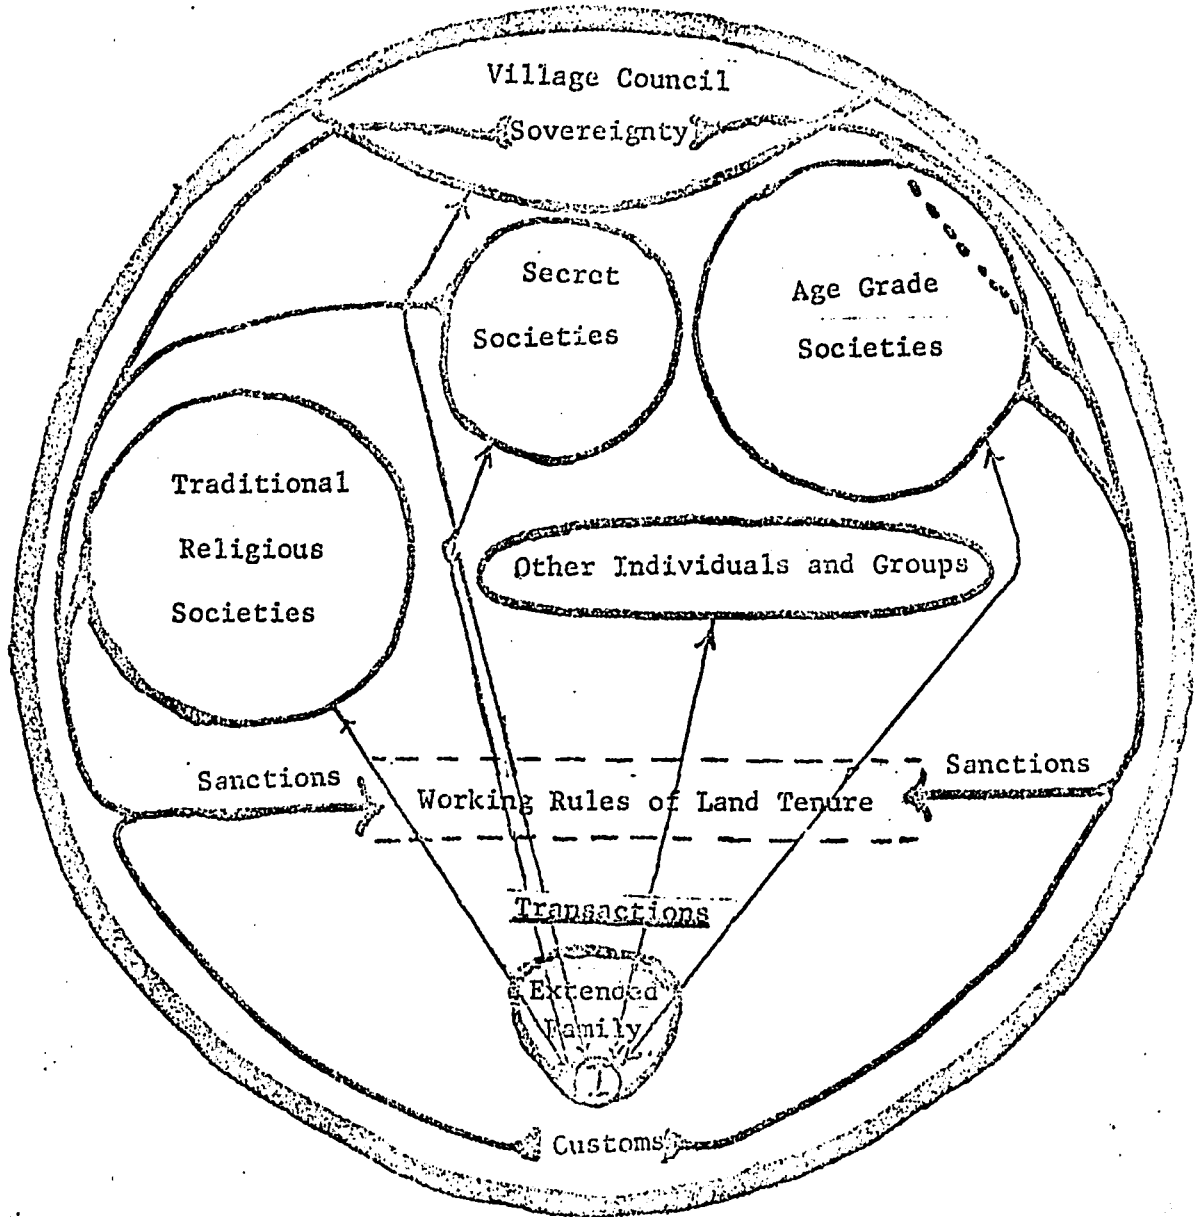 Village Council
Sovereignty
Secret
Societies
Age Grade
Societies
Traditional
Religious
Societies
Other Individuals and Groups
Sanctions
Sanctions
Working Rules of Land Tenure
Transactions
Extended
Family
I
Customs